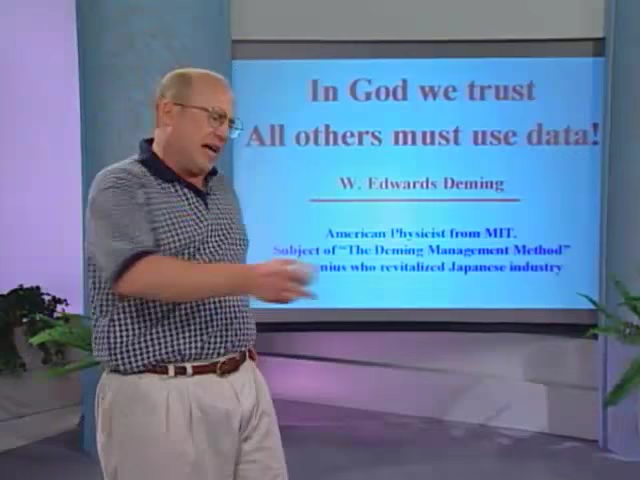 In God we trust
All others must use data!
W. Edwards Deming
American Physicist from MIT.
Subject of "The Deming Management Method"
who revitalized Japanese industry